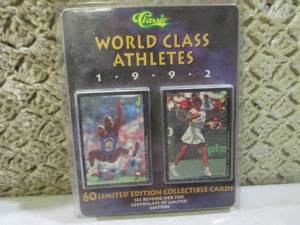 Classic
WORLD CLASS
ATHLETES
1·9·9·2
60 LIMITED EDITION COLLECTIBLE CARDS
SEE REVERSE SIDE FOR
CERTIFICATE OF LIMITED
EDITION